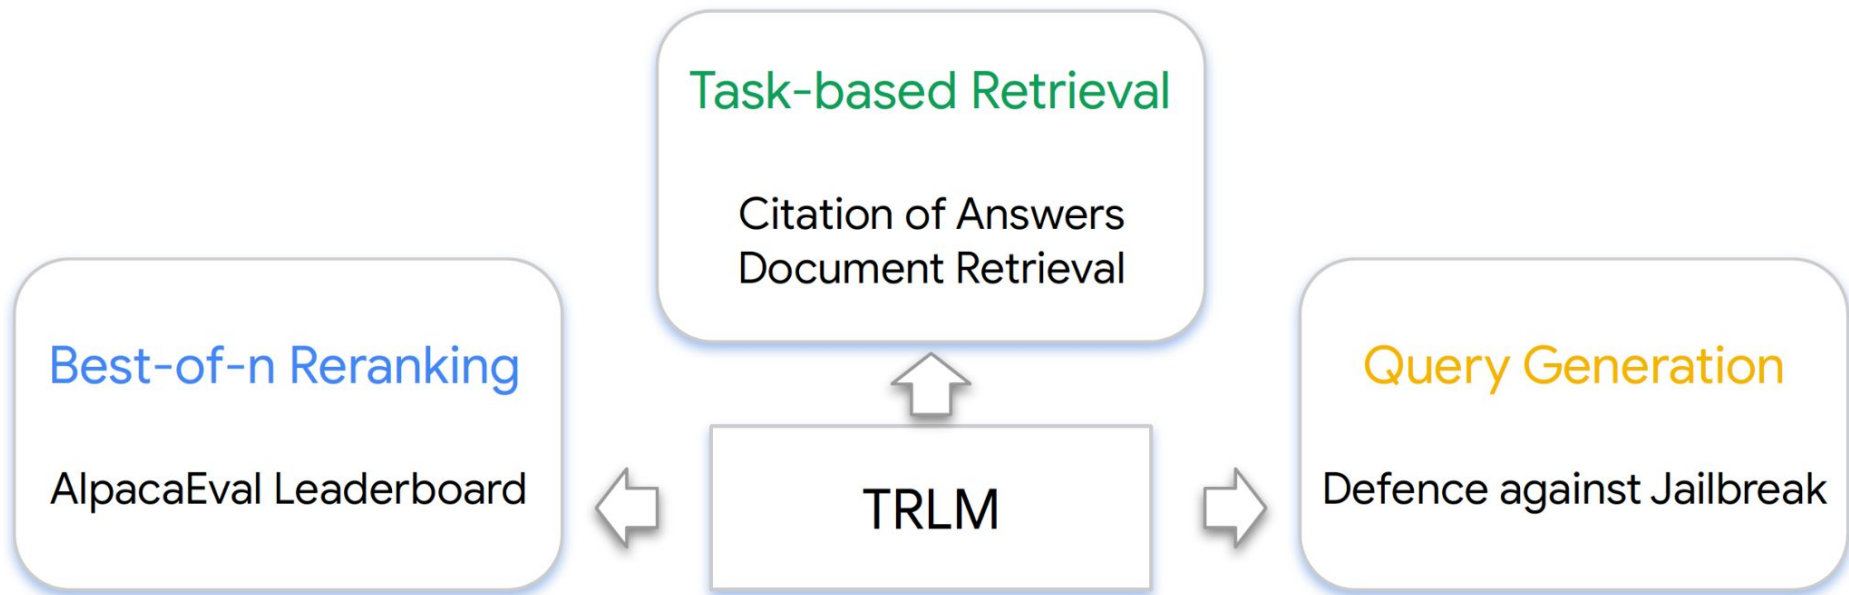 Task-based Retrieval
Citation of Answers
Document Retrieval
Best-of-n Reranking
AlpacaEval Leaderboard
TRLM
Query Generation
Defence against Jailbreak